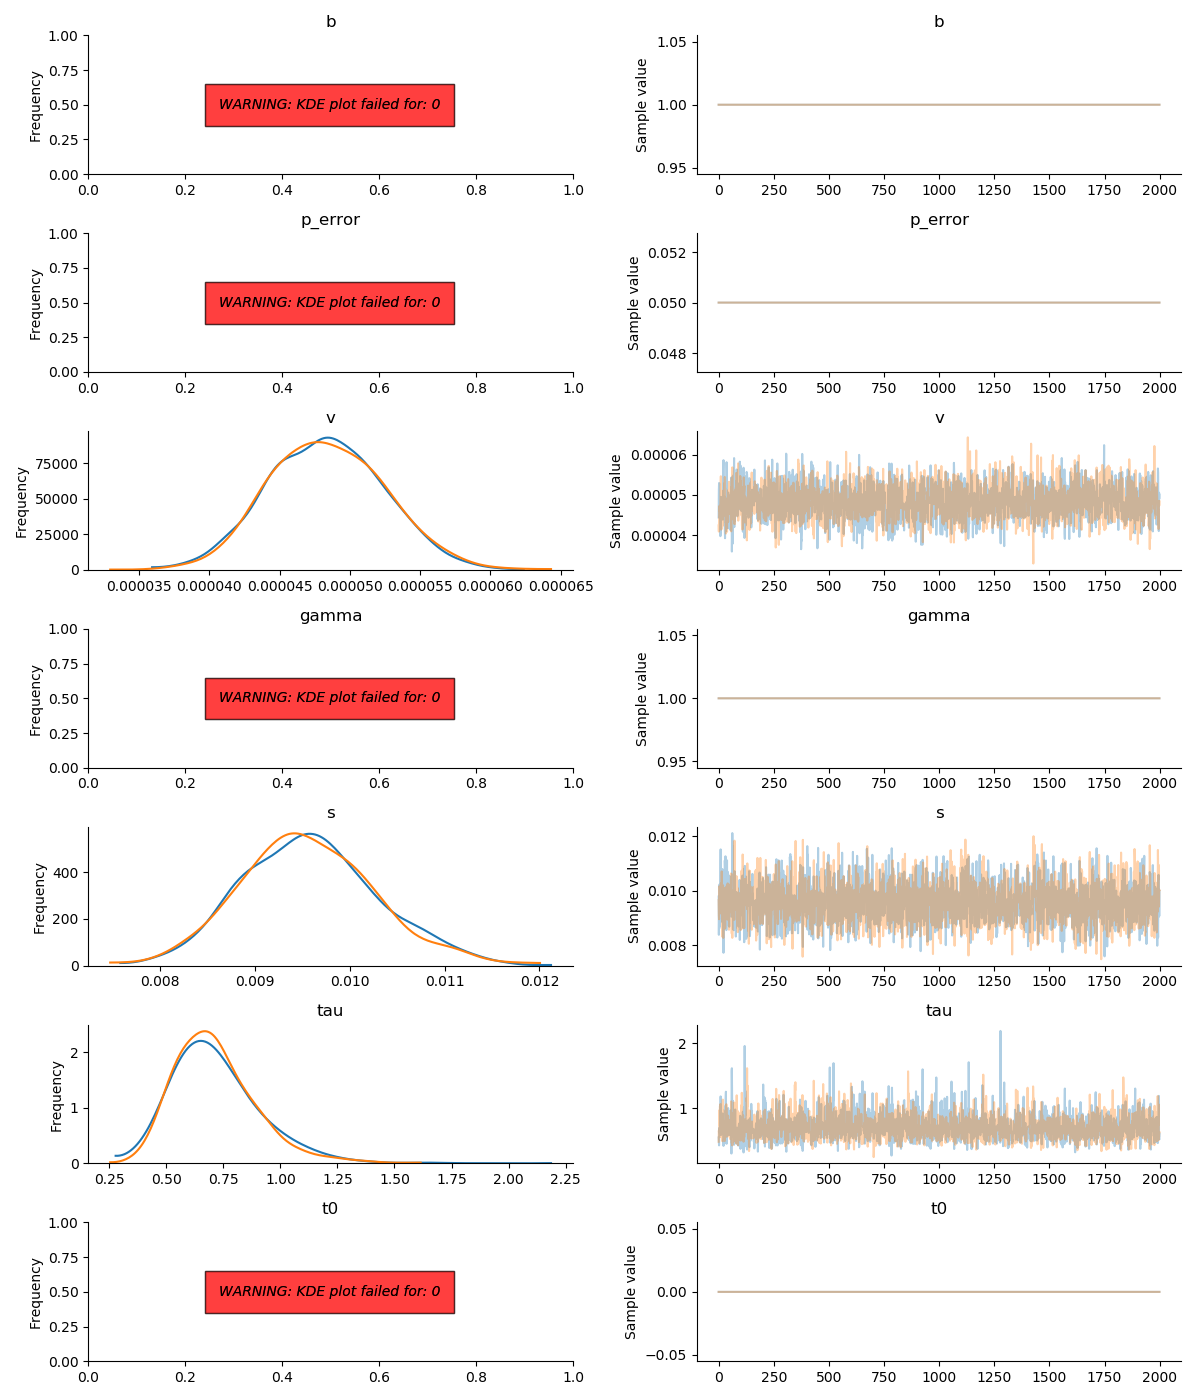 b
1.00
0.75
0.50
0.25
0.00
Frequency
WARNING: KDE plot failed for: 0
0.0 0.2 0.4 0.6 0.8 1.0
b
1.05
1.00
0.95
Sample value
0 250 500 750 1000 1250 1500 1750 2000
p_error
1.00
0.75
0.50
0.25
0.00
Frequency
WARNING: KDE plot failed for: 0
0.0 0.2 0.4 0.6 0.8 1.0
p_error
0.052
0.050
0.048
Sample value
0 250 500 750 1000 1250 1500 1750 2000
v
75000
50000
25000
0
Frequency
0.000035 0.000040 0.000045 0.000050 0.000055 0.000060 0.000065
v
0.00006
0.00005
0.00004
Sample value
0 250 500 750 1000 1250 1500 1750 2000
gamma
1.00
0.75
0.50
0.25
0.00
Frequency
WARNING: KDE plot failed for: 0
0.0 0.2 0.4 0.6 0.8 1.0
gamma
1.05
1.00
0.95
Sample value
0 250 500 750 1000 1250 1500 1750 2000
s
400
200
0
Frequency
0.008 0.009 0.010 0.011 0.012
s
0.012
0.010
0.008
Sample value
0 250 500 750 1000 1250 1500 1750 2000
tau
2
1
0
Frequency
0.25 0.50 0.75 1.00 1.25 1.50 1.75 2.00 2.25
tau
2
1
Sample value
0 250 500 750 1000 1250 1500 1750 2000
t0
1.00
0.75
0.50
0.25
0.00
Frequency
WARNING: KDE plot failed for: 0
0.0 0.2 0.4 0.6 0.8 1.0
t0
0.05
0.00
−0.05
Sample value
0 250 500 750 1000 1250 1500 1750 2000